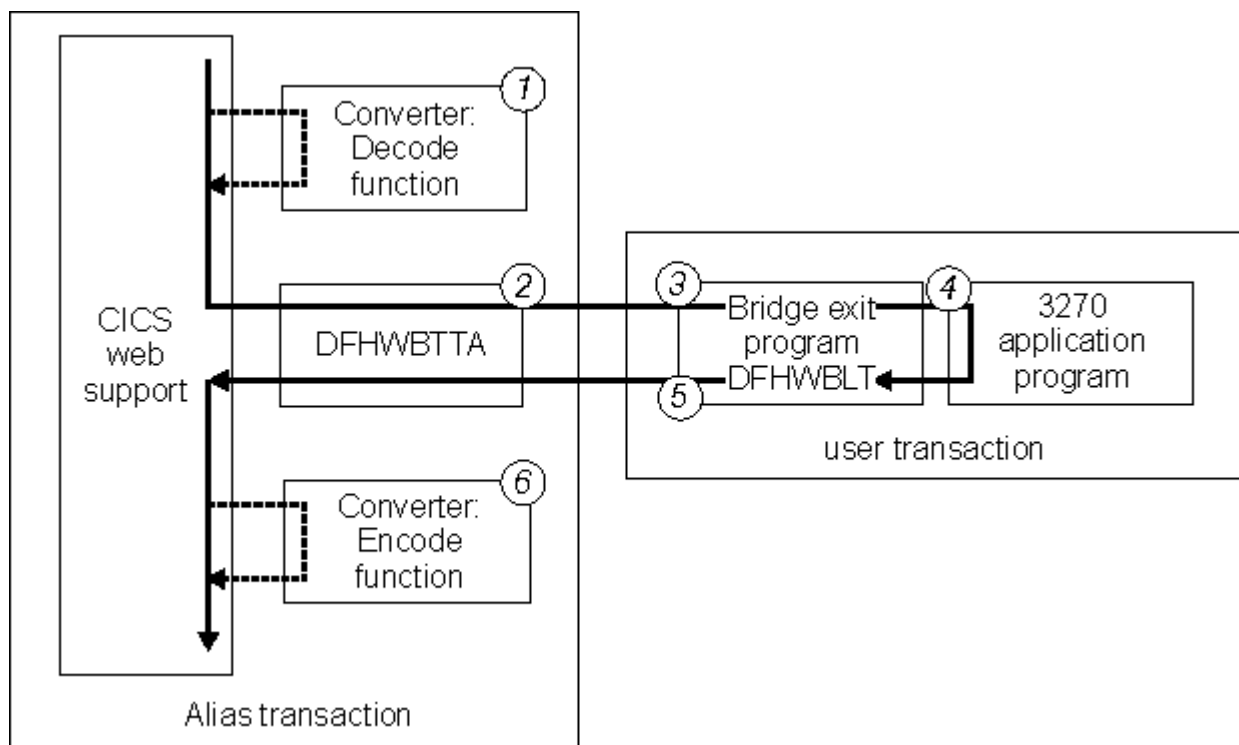 1
Converter:
Decode
function
CICS
web
support
2
DFHWBTTA
3
Bridge exit
program
DFHWBLT
4
3270
application
program
5
user transaction
6
Converter:
Encode
function
Alias transaction